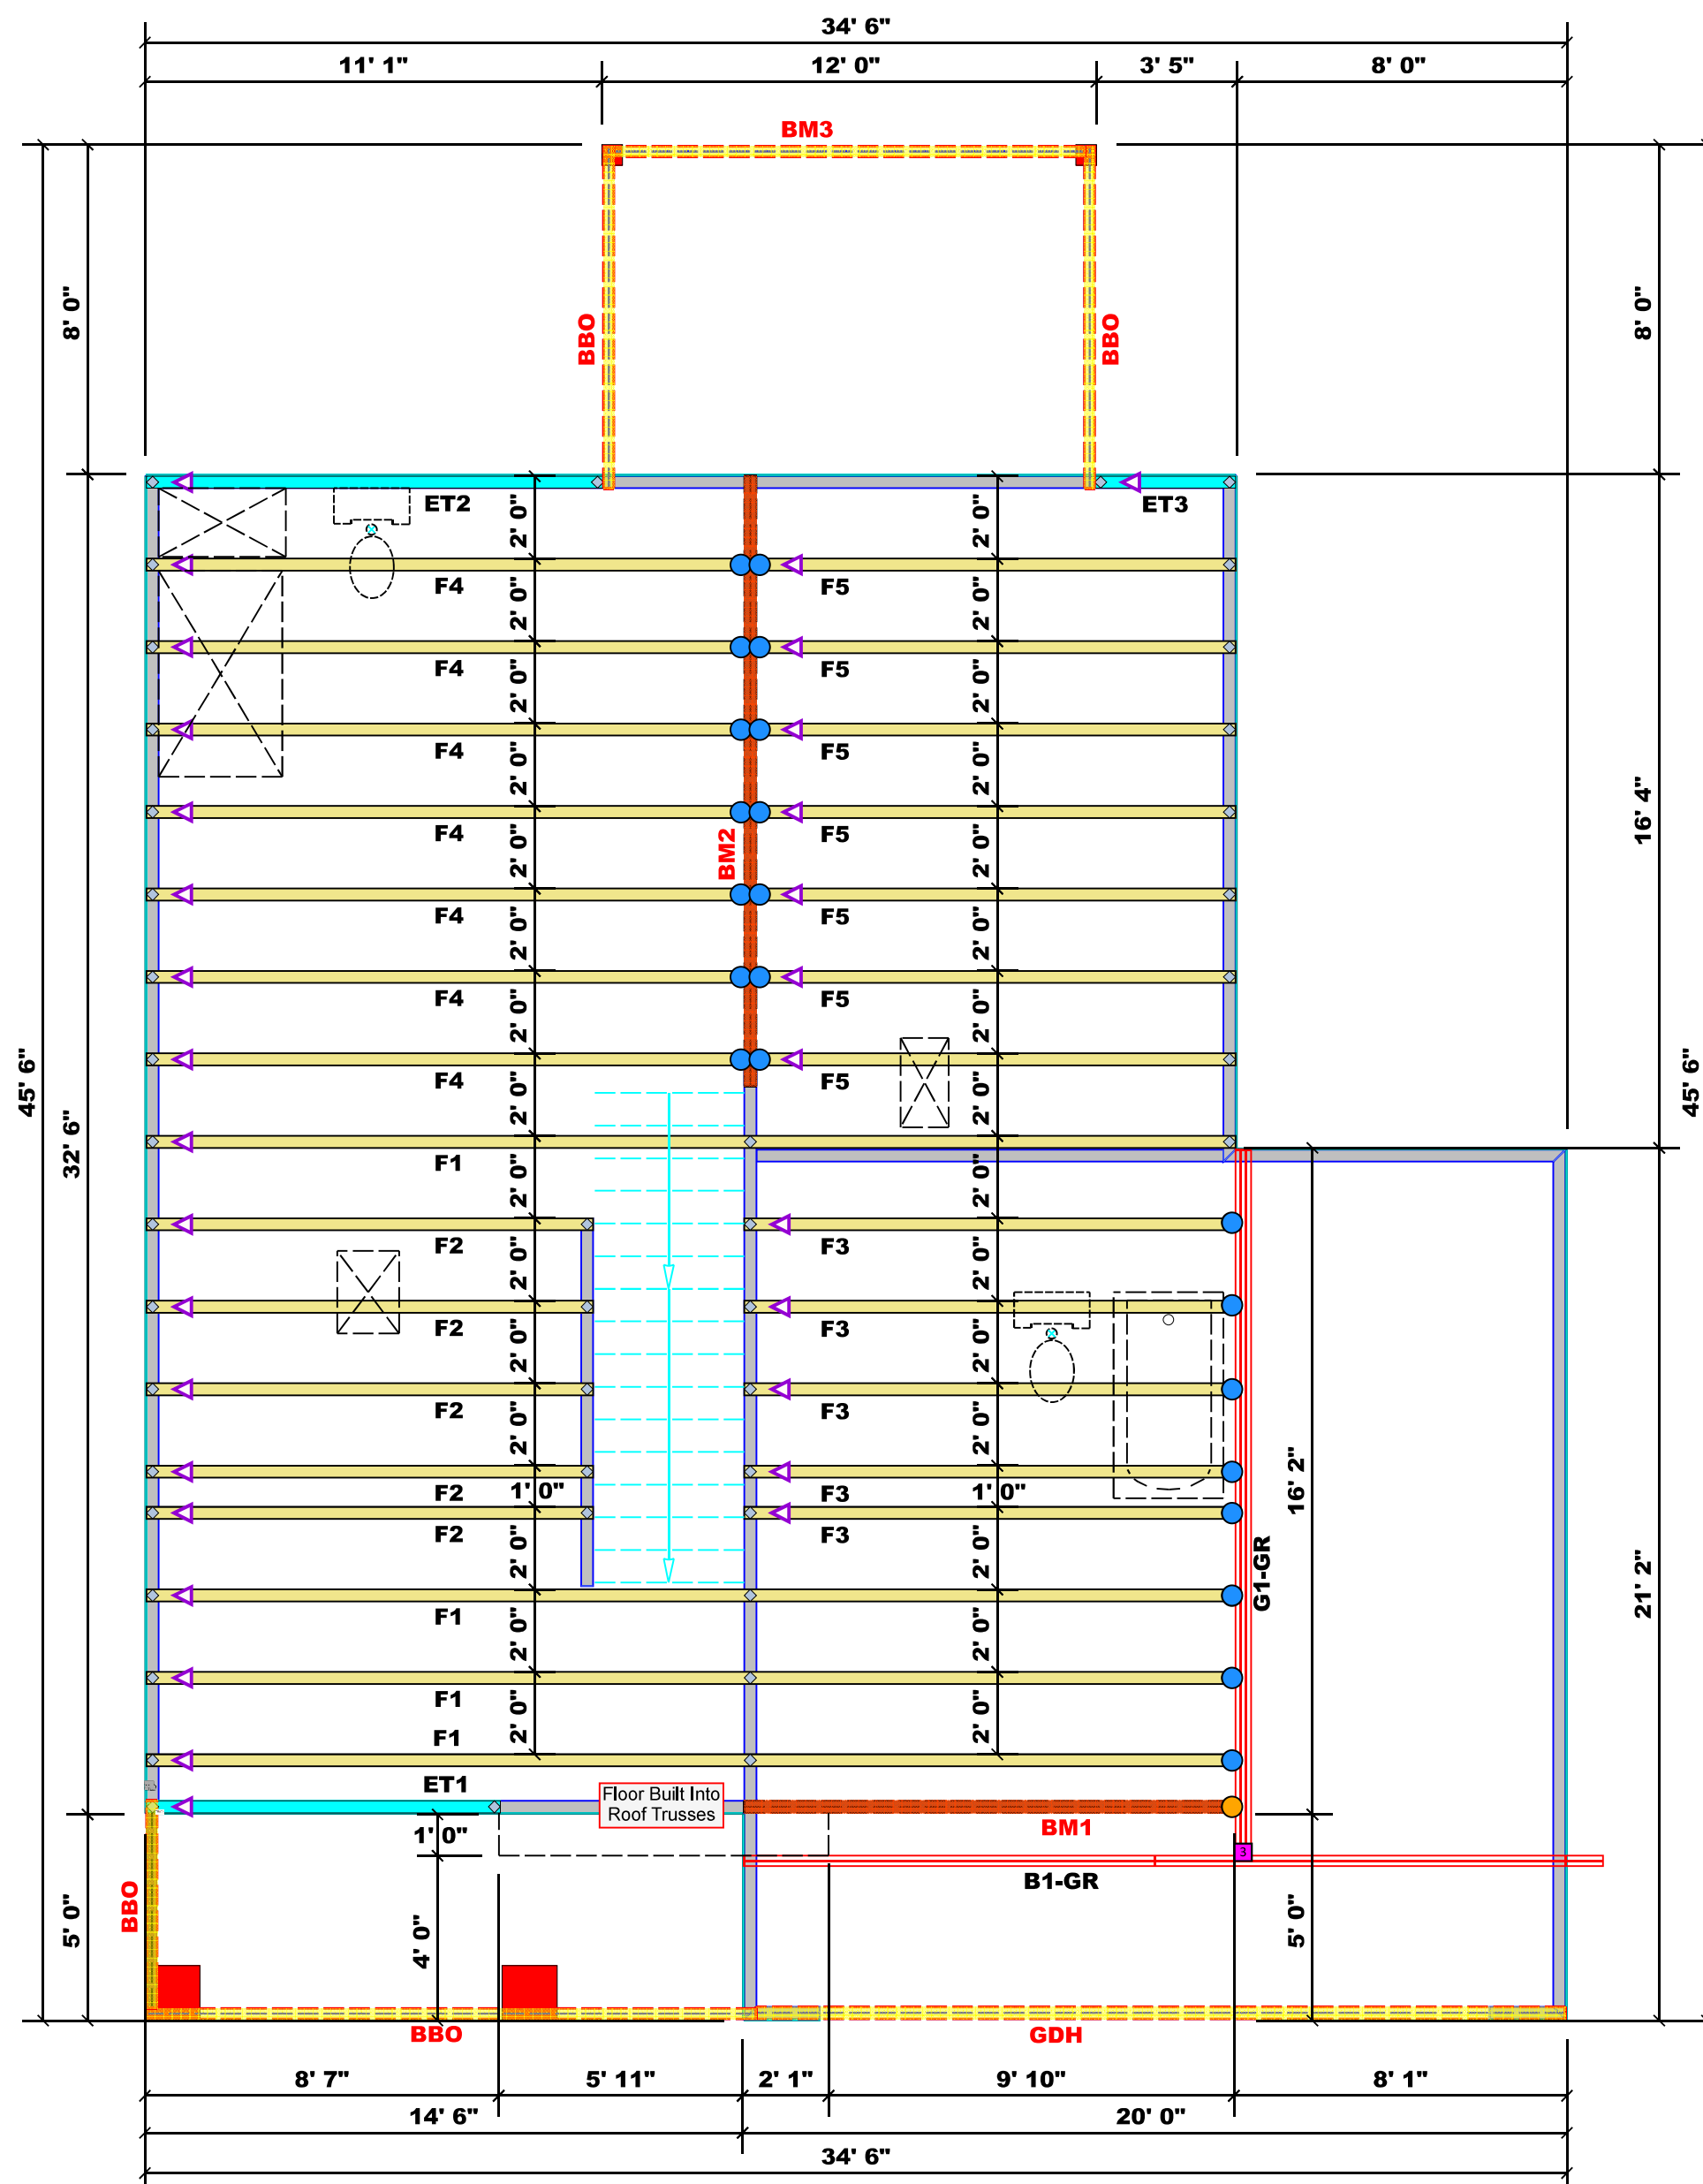 34' 6"
11' 1" 12' 0" 3' 5" 8' 0"
BM3
8' 0" BBO BBO 8' 0"
ET2 2' 0" 2' 0" ET3
F4 F5
2' 0" 2' 0"
F4 F5
2' 0" 2' 0"
F4 F5
2' 0" 2' 0"
F4 BM2 F5 16' 4"
2' 0" 2' 0"
F4 F5
2' 0" 2' 0"
F4 F5
2' 0" 2' 0"
45' 6" F4 F5 45' 6"
32' 6" 2' 0" 2' 0"
F1
2' 0" 2' 0"
F2 F3
2' 0" 2' 0"
F2 F3
2' 0" 2' 0"
F2 F3
2' 0" 2' 0"
F2 1' 0" F3 1' 0" 16' 2"
F2 F3
2' 0" 2' 0" G1-GR 21' 2"
F1
2' 0" 2' 0"
F1
2' 0" 2' 0"
F1
ET1
Floor Built Into
Roof Trusses
1' 0" BM1
3
B1-GR
5' 0" BBO 4' 0" 5' 0"
BBO GDH
8' 7" 5' 11" 2' 1" 9' 10" 8' 1"
14' 6" 20' 0"
34' 6"